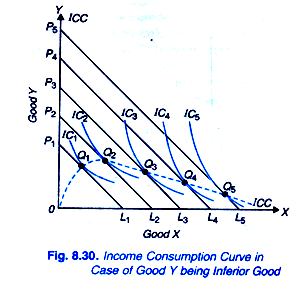 Y
P5
ICC
P4
P3
IC3
IC4
IC5
P2
IC2
P1
IC1
Q1
Q2
Q3
Q4
Q5
ICC
Good Y
0
L1
L2
L3
L4
L5
X
Good X
Fig. 8.30. Income Consumption Curve in
Case of Good Y being Inferior Good